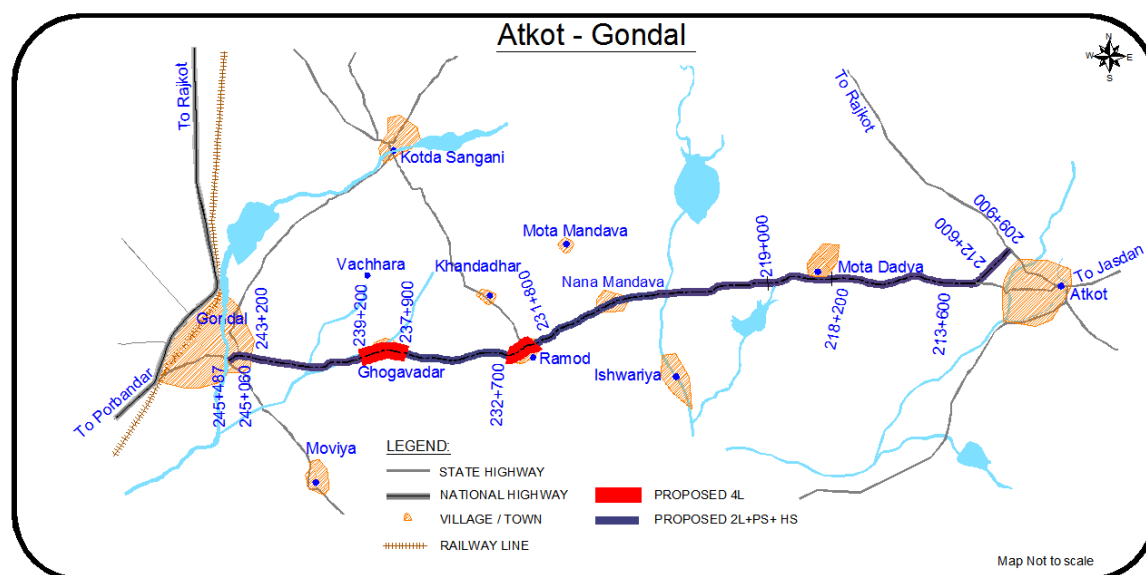 Atkot - Gondal
N
W E
S
To Rajkot
To Rajkot
Kotda Sangani
209+900
212+600
Mota Mandava
219+000
Vachhara
Khandadhar
Nana Mandava
Mota Dadva
To Jasdan
Atkot
Gondal
243+200
239+200
237+900
231+800
218+200
213+600
Ghogavadar
Ramod
Ishwariya
To Porbandar
245+487
245+060
232+700
Moviya
LEGEND:
STATE HIGHWAY
NATIONAL HIGHWAY
PROPOSED 4L
VILLAGE / TOWN
PROPOSED 2L+PS+ HS
RAILWAY LINE
Map Not to scale